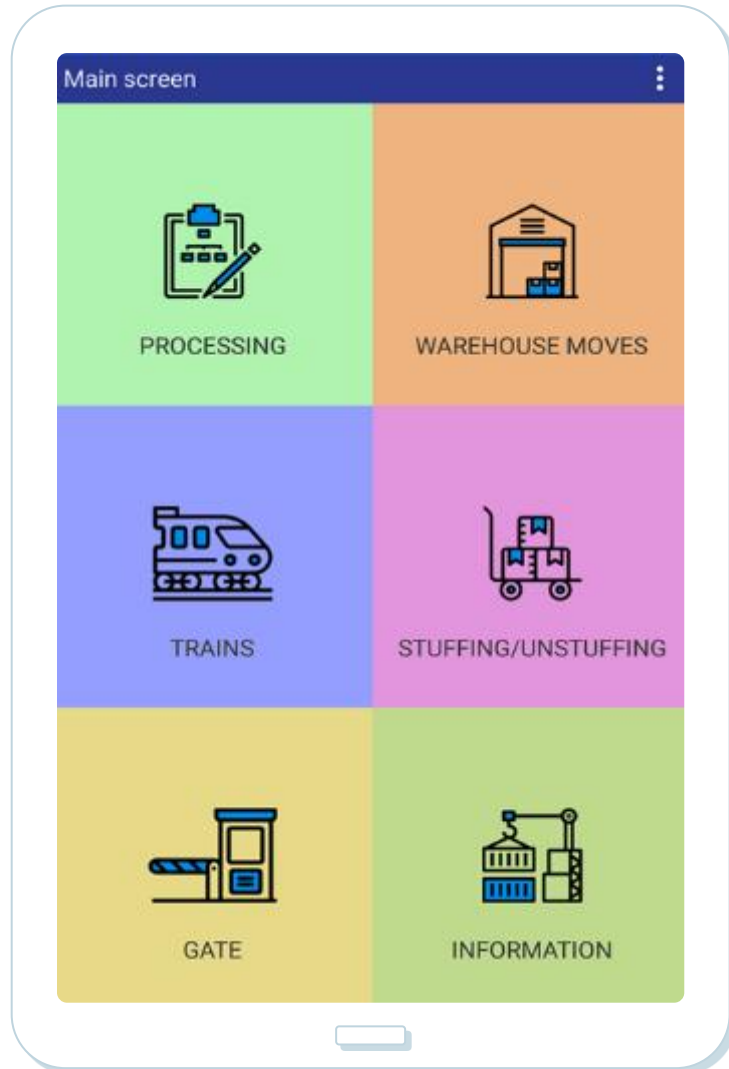 Main screen
PROCESSING
WAREHOUSE MOVES
TRAINS
STUFFING/UNSTUFFING
GATE
INFORMATION